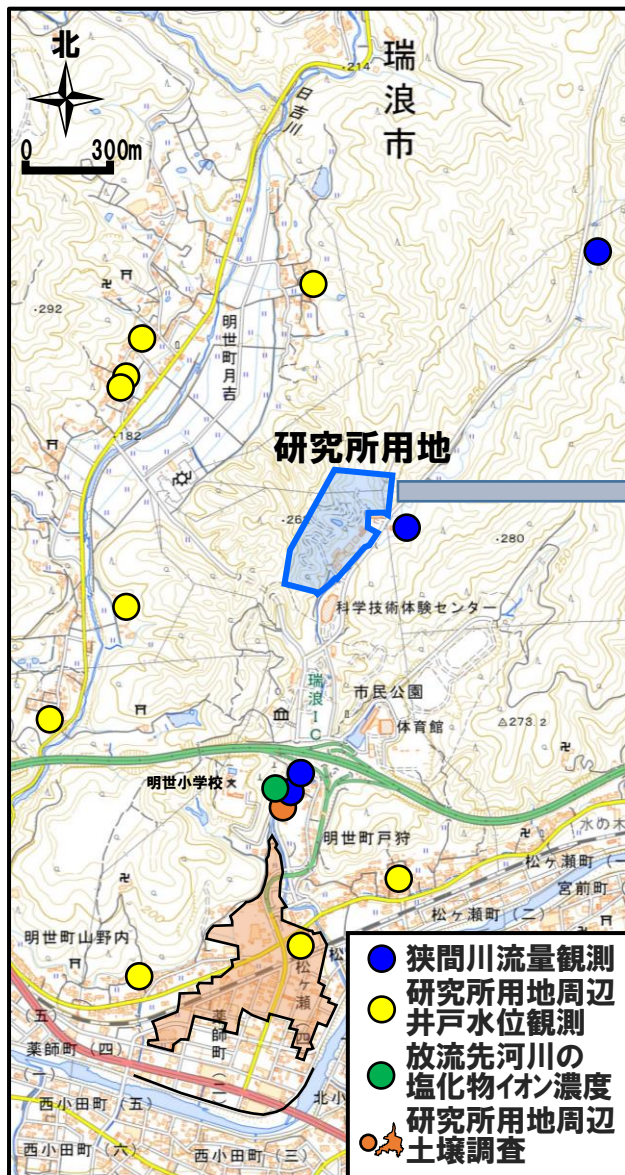 北
0 300m
瑞浪市
・214
日吉川
・292
明世町月吉
・182
研究所用地
・280
科学技術体験センター
瑞浪IC
市民公園
体育館
△273.2
明世小学校
明世町戸狩
水の木
松ヶ瀬町(一)
宮前町(
松ヶ瀬町(二)
明世町山野内
松
松ヶ瀬(四
(五)
薬師町(四)
薬師町(二)
(一)
西小田町(五)
北小
西小田町(六)
西小田町(三)
狭間川流量観測
研究所用地周辺
井戸水位観測
放流先河川の
塩化物イオン濃度
研究所用地周辺
土壌調査